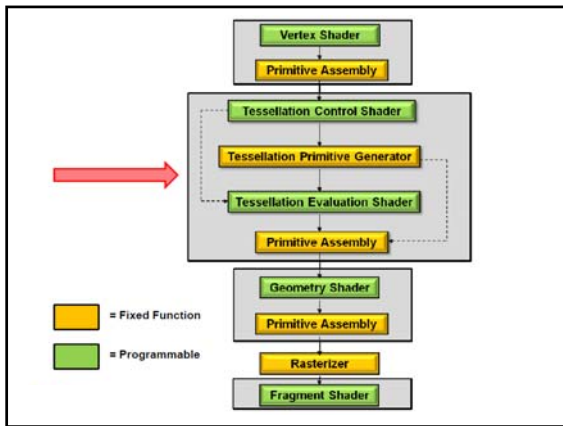 Vertex Shader
Primitive Assembly
Tessellation Control Shader
Tessellation Primitive Generator
Tessellation Evaluation Shader
Primitive Assembly
Geometry Shader
Primitive Assembly
Rasterizer
Fragment Shader
= Fixed Function
= Programmable